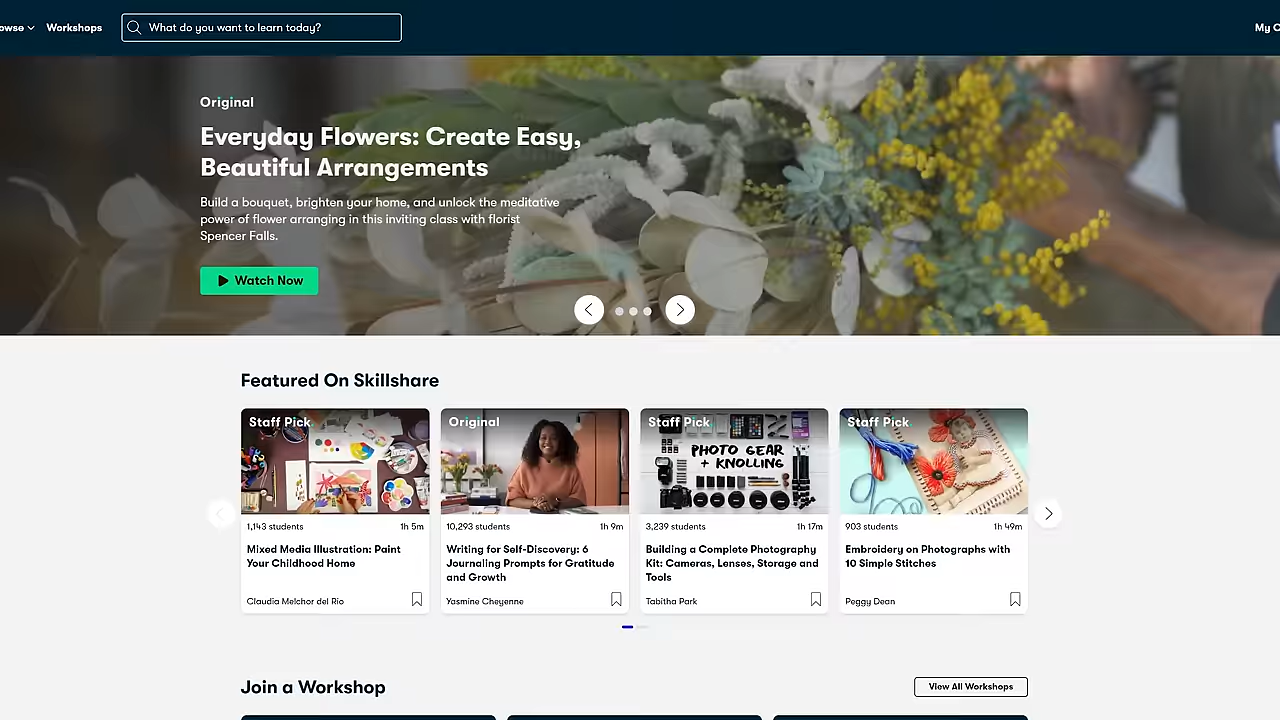 owse
Workshops
What do you want to learn today?
My C
Original
Everyday Flowers: Create Easy,
Beautiful Arrangements
Build a bouquet, brighten your home, and unlock the meditative
power of flower arranging in this inviting class with florist
Spencer Falls.
Watch Now
Featured On Skillshare
Staff Pick
Original
Staff Pick
PHOTO GEAR
+ KNOLLING
Staff Pick
1,143 students
1h 5m
10,293 students
1h 9m
3,239 students
1h 17m
903 students
1h 49m
Mixed Media Illustration: Paint
Your Childhood Home
Writing for Self-Discovery: 6
Journaling Prompts for Gratitude
and Growth
Building a Complete Photography
Kit: Cameras, Lenses, Storage and
Tools
Embroidery on Photographs with
10 Simple Stitches
Claudia Melchor del Rio
Yasmine Cheyenne
Tabitha Park
Peggy Dean
Join a Workshop
View All Workshops